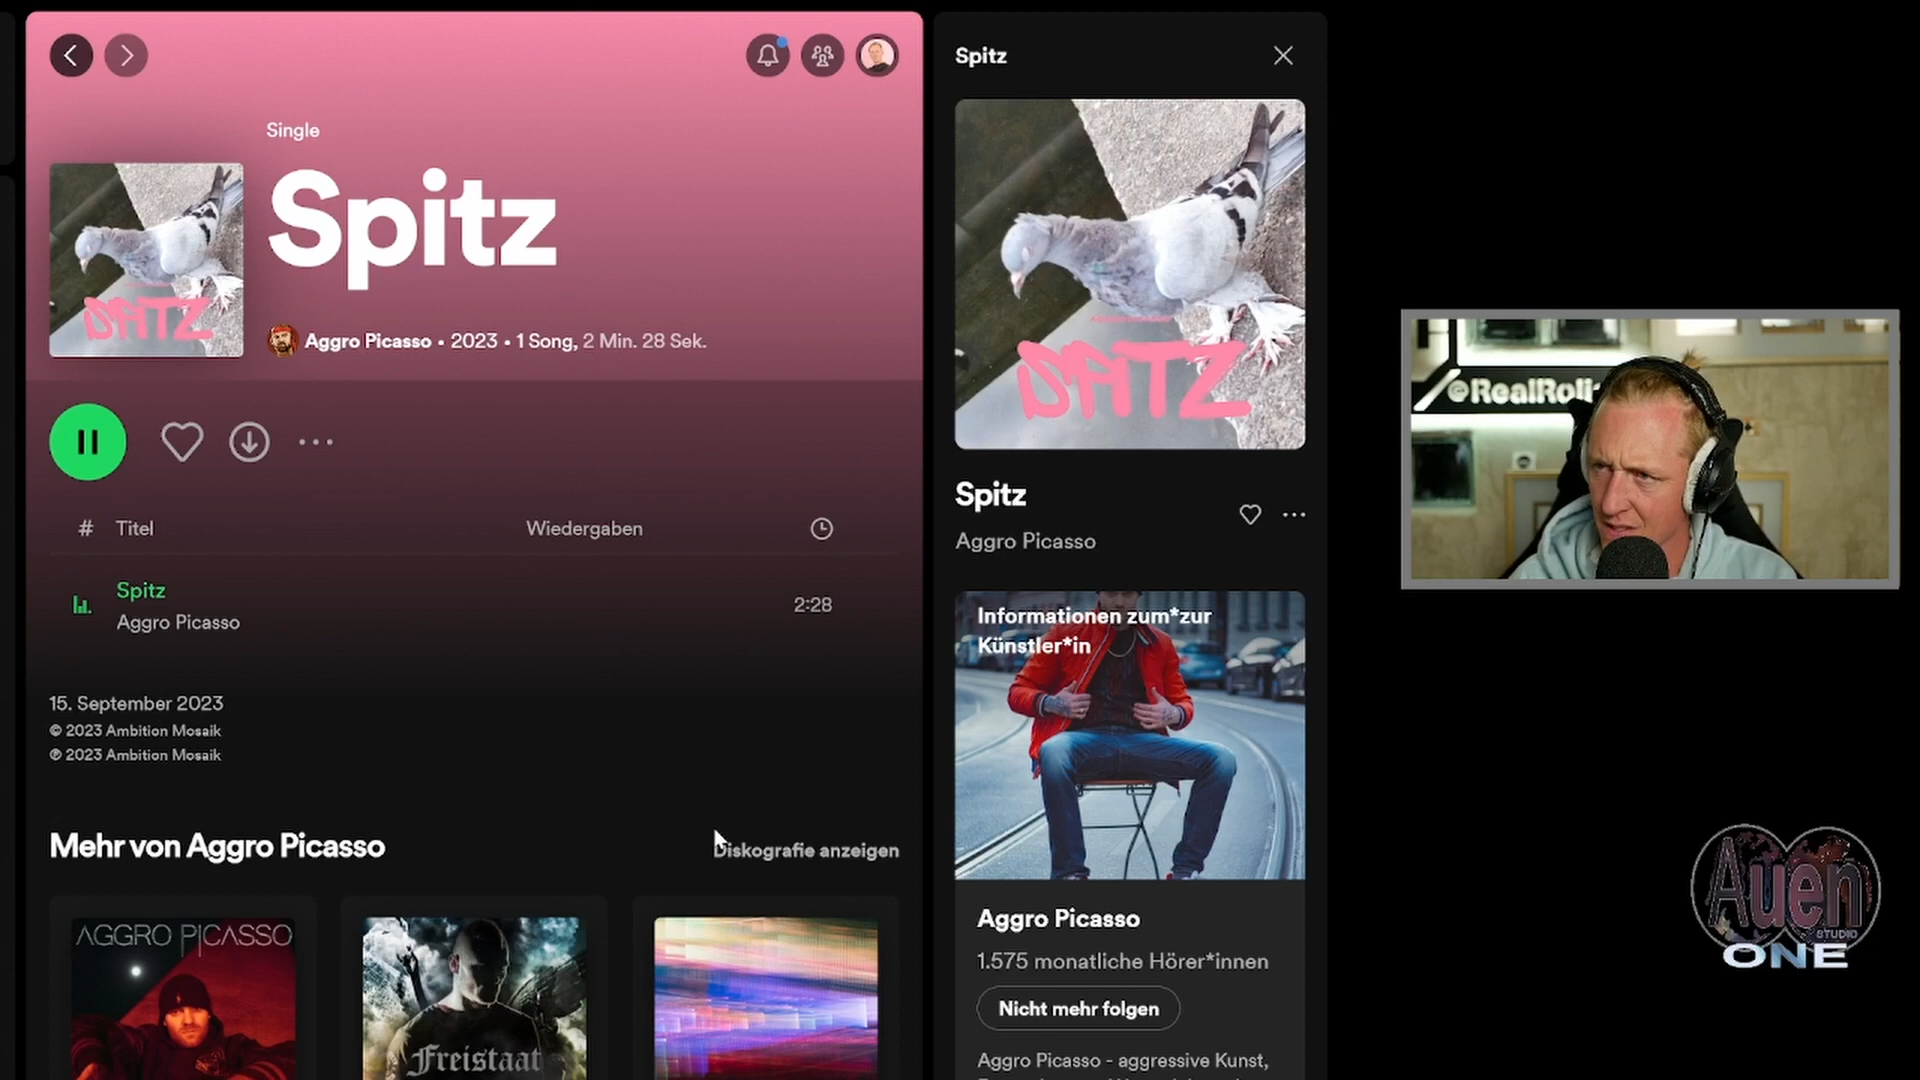 Single
Spitz
SPITZ
Aggro Picasso • 2023 • 1 Song, 2 Min. 28 Sek.
# Titel Wiedergaben
Spitz
Aggro Picasso
2:28
15. September 2023
© 2023 Ambition Mosaik
℗ 2023 Ambition Mosaik
Mehr von Aggro Picasso
Diskografie anzeigen
AGGRO PICASSO
Freistaat
Spitz
SPITZ
Spitz
Aggro Picasso
Informationen zum*zur
Künstler*in
Aggro Picasso
1.575 monatliche Hörer*innen
Nicht mehr folgen
Aggro Picasso - aggressive Kunst,
@RealRoli
Auen
STUDIO
ONE